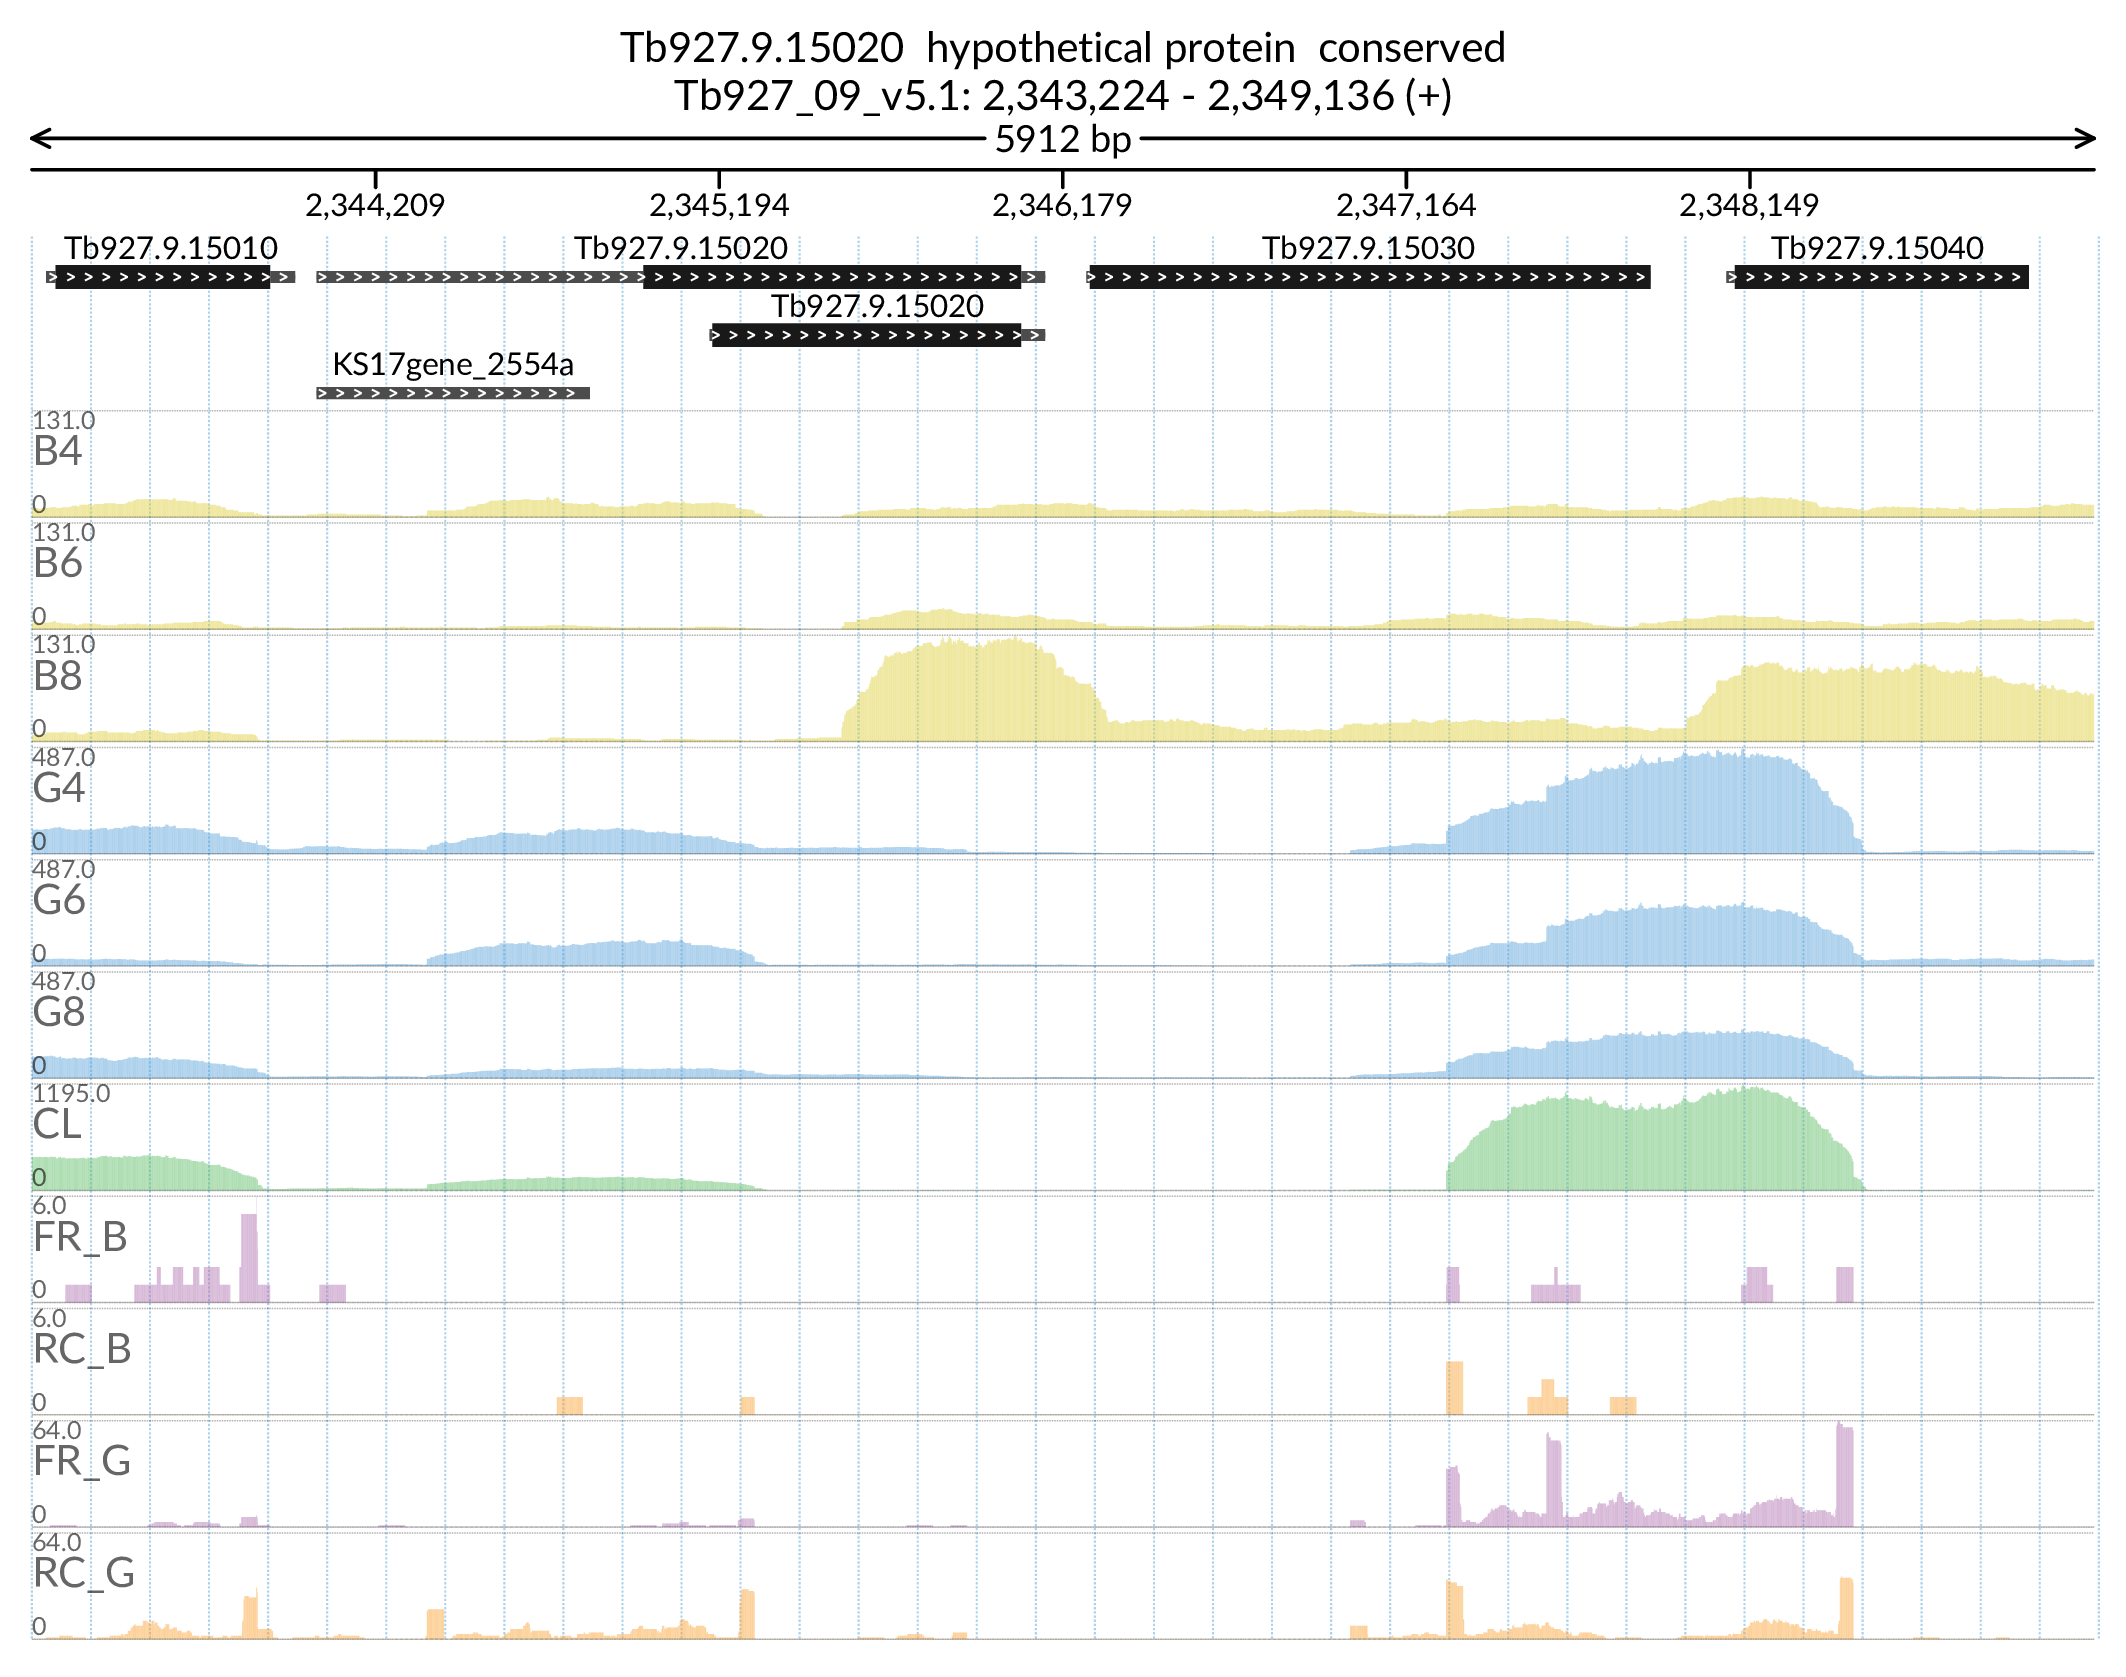 Tb927.9.15020 hypothetical protein conserved
Tb927_09_v5.1: 2,343,224 - 2,349,136 (+)
5912 bp
2,344,209 2,345,194 2,346,179 2,347,164 2,348,149
Tb927.9.15010 Tb927.9.15020 Tb927.9.15030 Tb927.9.15040
Tb927.9.15020
KS17gene_2554a
131.0
B4
0
131.0
B6
0
131.0
B8
0
487.0
G4
0
487.0
G6
0
487.0
G8
0
1195.0
CL
0
6.0
FR_B
0
6.0
RC_B
0
64.0
FR_G
0
64.0
RC_G
0